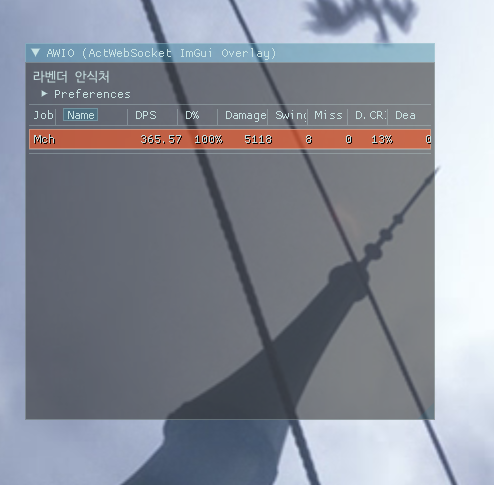 ▼ AWIO (ActWebSocket ImGui Overlay)
라벤더 안식처
▶ Preferences
Job Name DPS D% Damage Swing Miss D.CR. Dea
Mch 365.57 100% 5118 8 0 13% 0